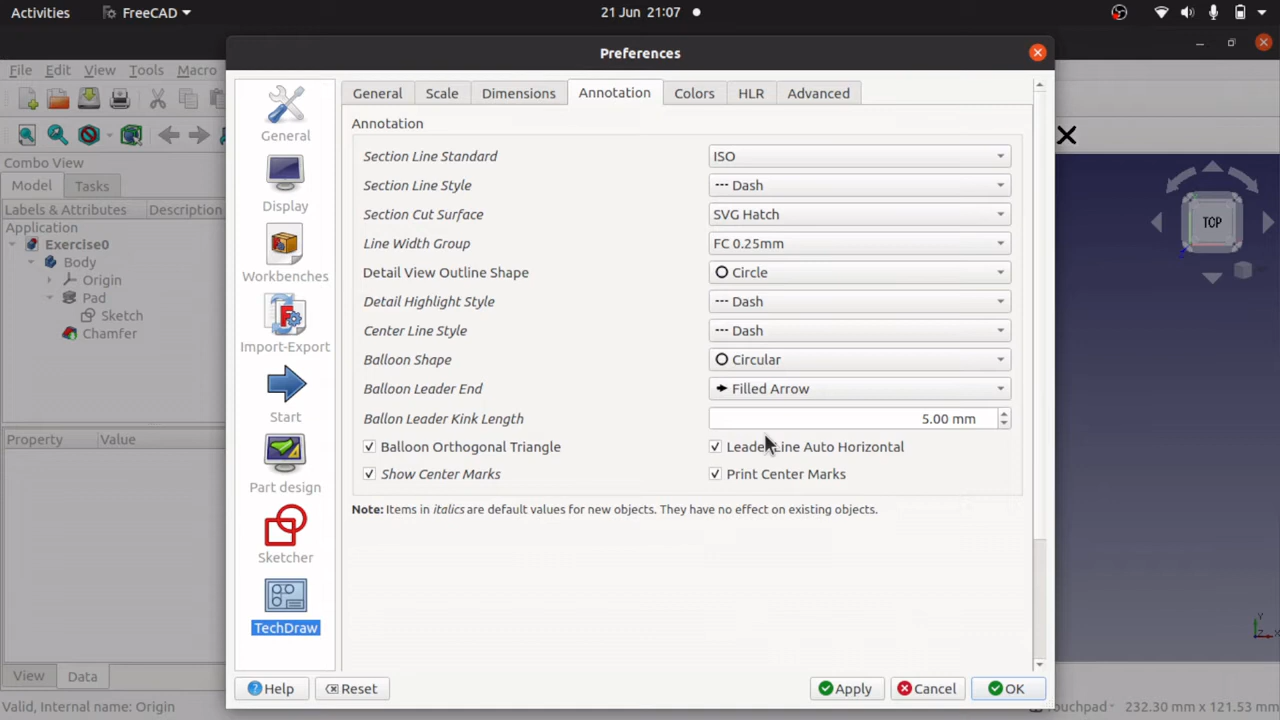 Activities FreeCAD 21 Jun 21:07
Preferences
File Edit View Tools Macro
General Scale Dimensions Annotation Colors HLR Advanced
General
Display
Workbenches
Import-Export
Start
Part design
Sketcher
TechDraw
Annotation
Section Line Standard ISO
Section Line Style Dash
Section Cut Surface SVG Hatch
Line Width Group FC 0.25mm
Detail View Outline Shape Circle
Detail Highlight Style Dash
Center Line Style Dash
Balloon Shape Circular
Balloon Leader End Filled Arrow
Ballon Leader Kink Length 5.00 mm
Balloon Orthogonal Triangle Leader Line Auto Horizontal
Show Center Marks Print Center Marks
Note: Items in italics are default values for new objects. They have no effect on existing objects.
Help Reset Apply Cancel OK
Combo View
Model Tasks
Labels & Attributes Description
Application
Exercise0
Body
Origin
Pad
Sketch
Chamfer
Property Value
View Data
TOP
Valid, Internal name: Origin
Touchpad 232.30 mm x 121.53 mm